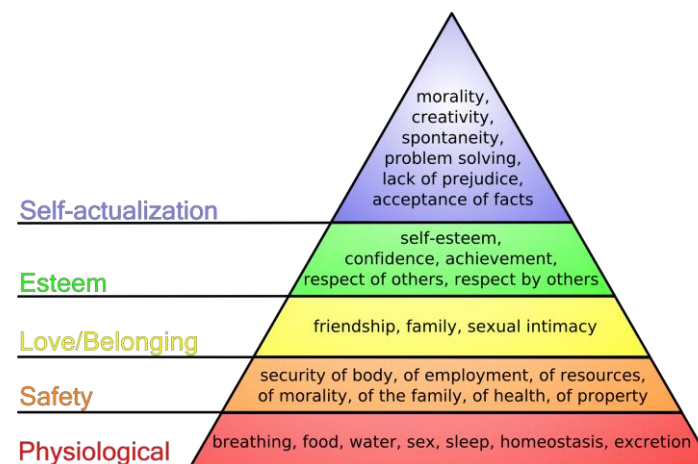 morality,
creativity,
spontaneity,
problem solving,
lack of prejudice,
acceptance of facts
Self-actualization
self-esteem,
confidence, achievement,
respect of others, respect by others
Esteem
friendship, family, sexual intimacy
Love/Belonging
security of body, of employment, of resources,
of morality, of the family, of health, of property
Safety
breathing, food, water, sex, sleep, homeostasis, excretion
Physiological